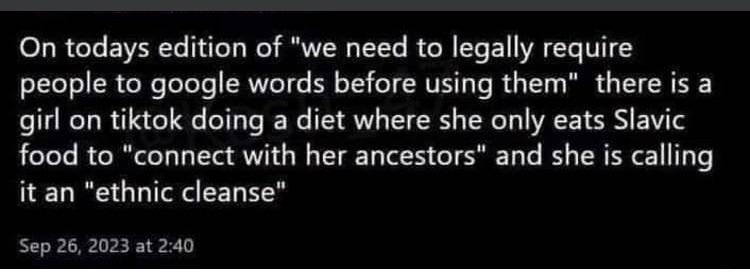 On todays edition of "we need to legally require
people to google words before using them"  there is a
girl on tiktok doing a diet where she only eats Slavic
food to "connect with her ancestors" and she is calling
it an "ethnic cleanse"
Sep 26, 2023 at 2:40